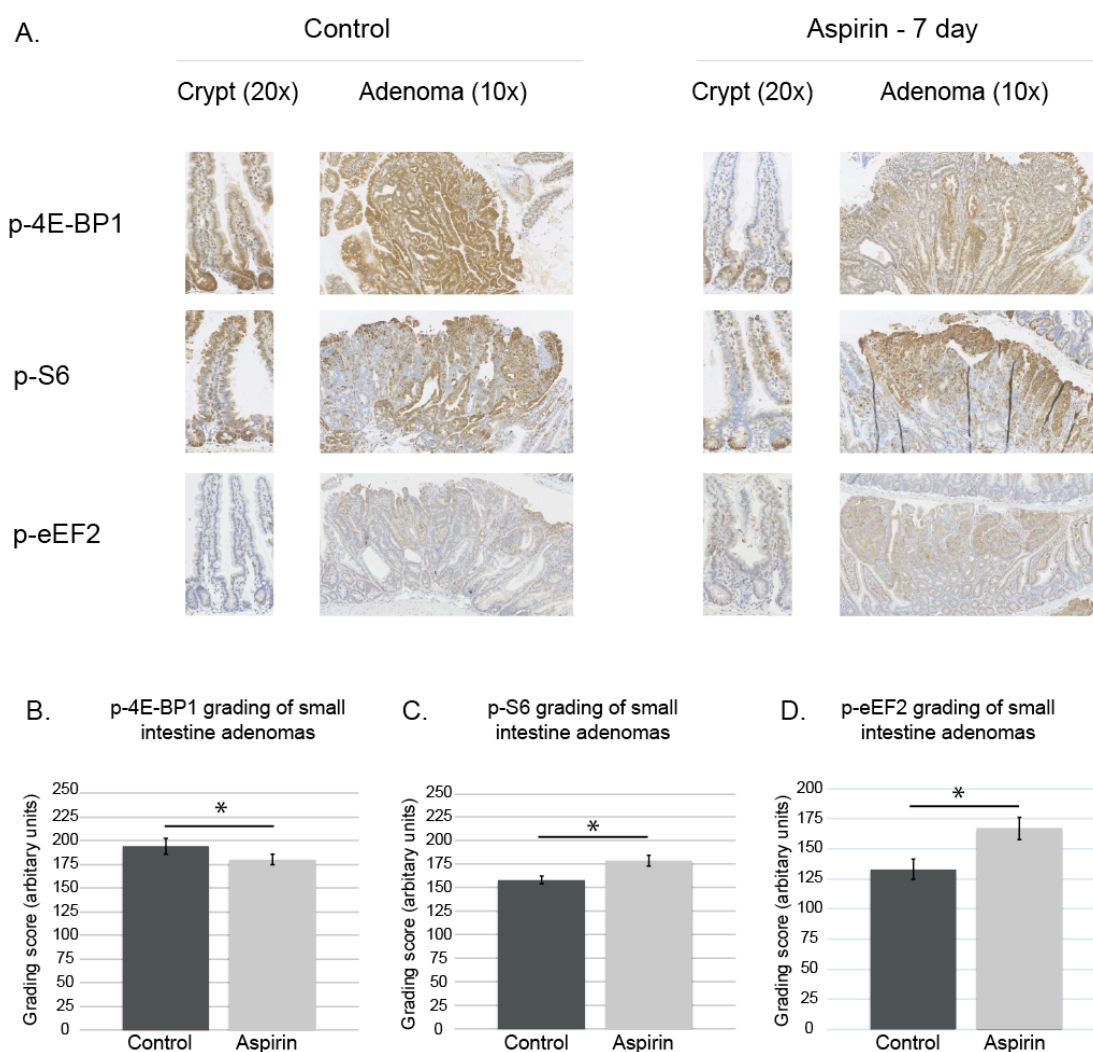 A.
Control
Aspirin - 7 day
Crypt (20x)
Adenoma (10x)
Crypt (20x)
Adenoma (10x)
p-4E-BP1
p-S6
p-eEF2
B.
p-4E-BP1 grading of small
intestine adenomas
Grading score (arbitary units)
250
225
200
175
150
125
100
75
50
25
0
*
Control
Aspirin
C.
p-S6 grading of small
intestine adenomas
Grading score (arbitary units)
250
225
200
175
150
125
100
75
50
25
0
*
Control
Aspirin
D.
p-eEF2 grading of small
intestine adenomas
Grading score (arbitary units)
200
175
150
125
100
75
50
25
0
*
Control
Aspirin